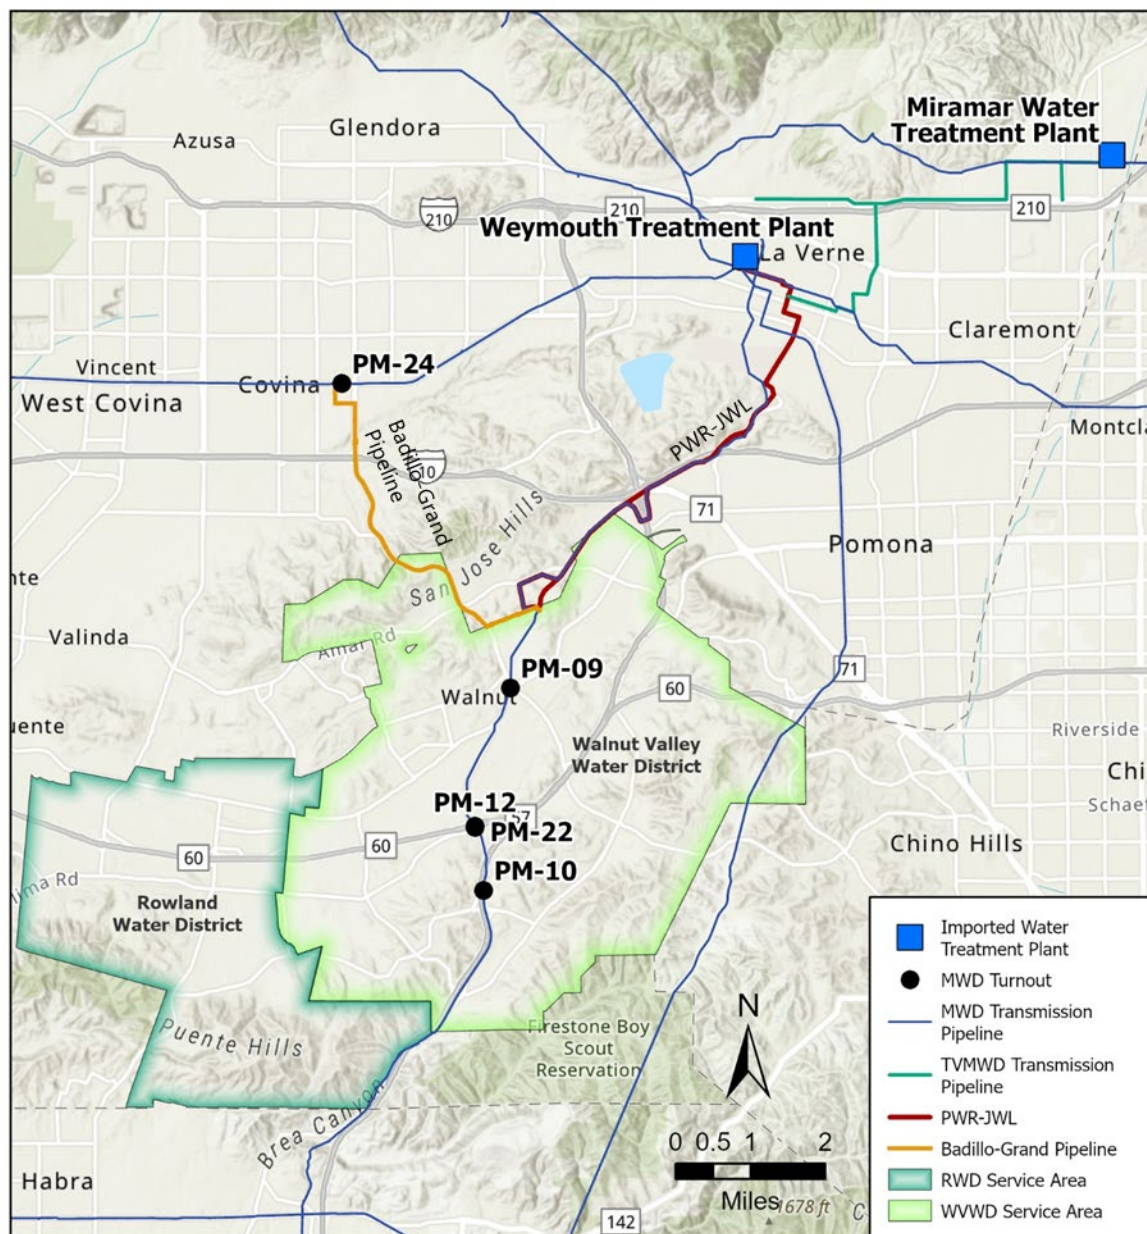 Miramar Water
Treatment Plant
Glendora
Azusa
210
210
210
Weymouth Treatment Plant
La Verne
Claremont
Vincent
PM-24
Covina
West Covina
Montcla
Badillo-Grand
Pipeline
PWR-JWL
10
71
San Jose Hills
Pomona
nte
Valinda
Amar Rd
PM-09
71
Walnut
60
uente
Riverside
Walnut Valley
Water District
Chi
PM-12
57
Schaef
PM-22
60
60
Chino Hills
PM-10
lima Rd
Rowland
Water District
Imported Water
Treatment Plant
MWD Turnout
MWD Transmission
Pipeline
TVMWD Transmission
Pipeline
PWR-JWL
Badillo-Grand Pipeline
RWD Service Area
WVWD Service Area
N
Puente Hills
Firestone Boy
Scout
Reservation
Brea Canyon
0 0.5 1 2
Miles
Habra
1678 ft
C
142